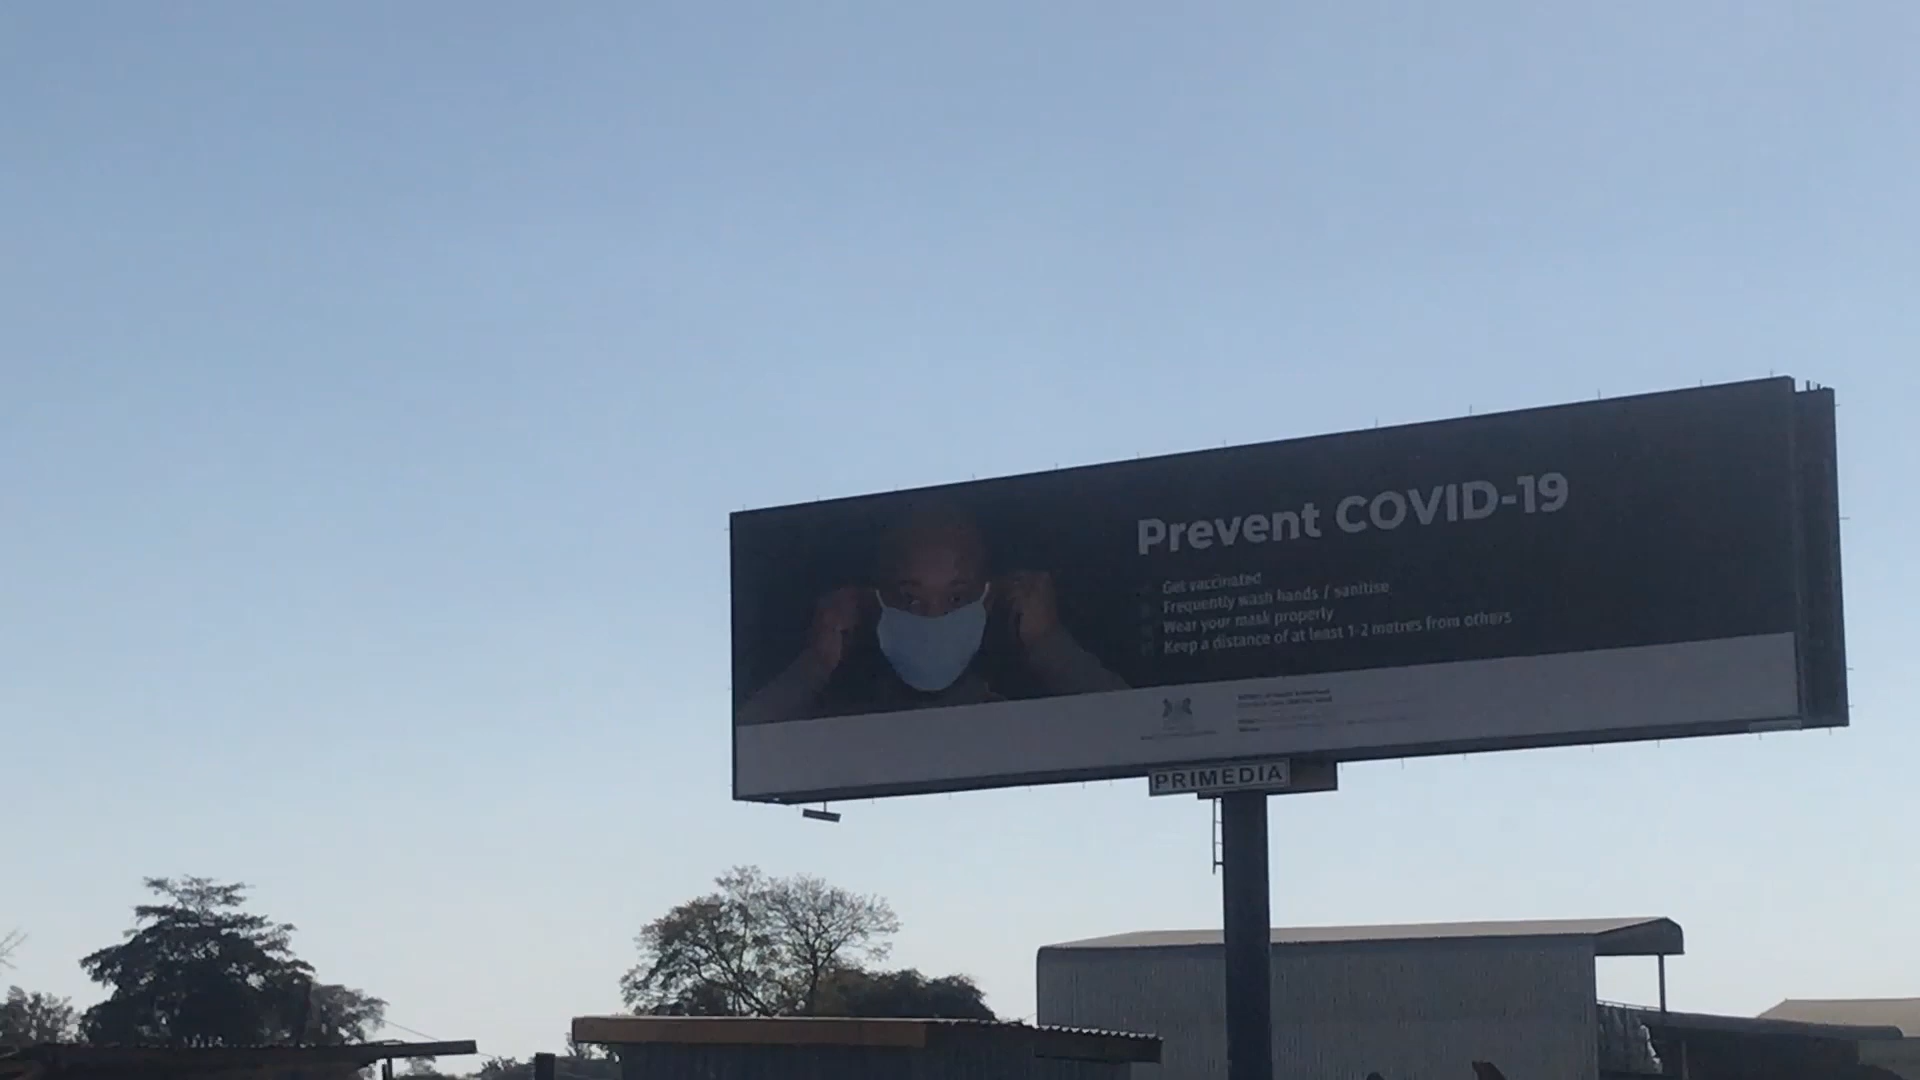 Prevent COVID-19
Get vaccinated
Frequently wash hands / sanitise
Wear your mask properly
Keep a distance of at least 1-2 metres from others
PRIMEDIA